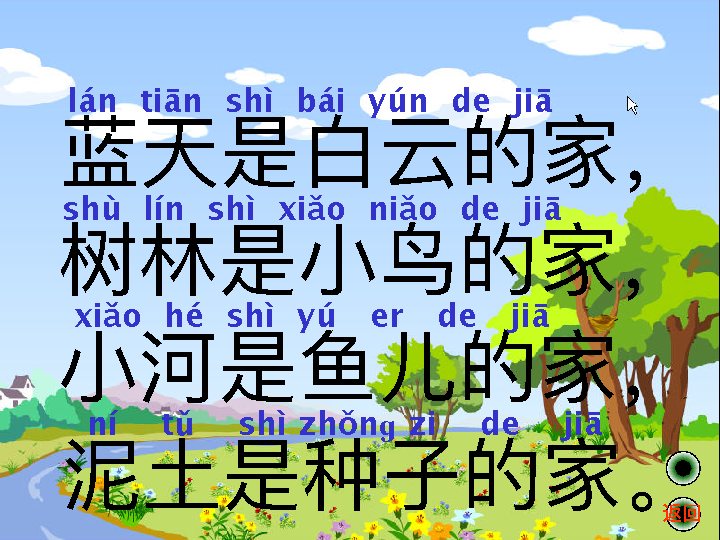 lán tiān shì bái yún de jiā
蓝天是白云的家，
shù lín shì xiǎo niǎo de jiā
树林是小鸟的家，
xiǎo hé shì yú er de jiā
小河是鱼儿的家，
ní tǔ shì zhǒng zi de jiā
泥土是种子的家。
返回